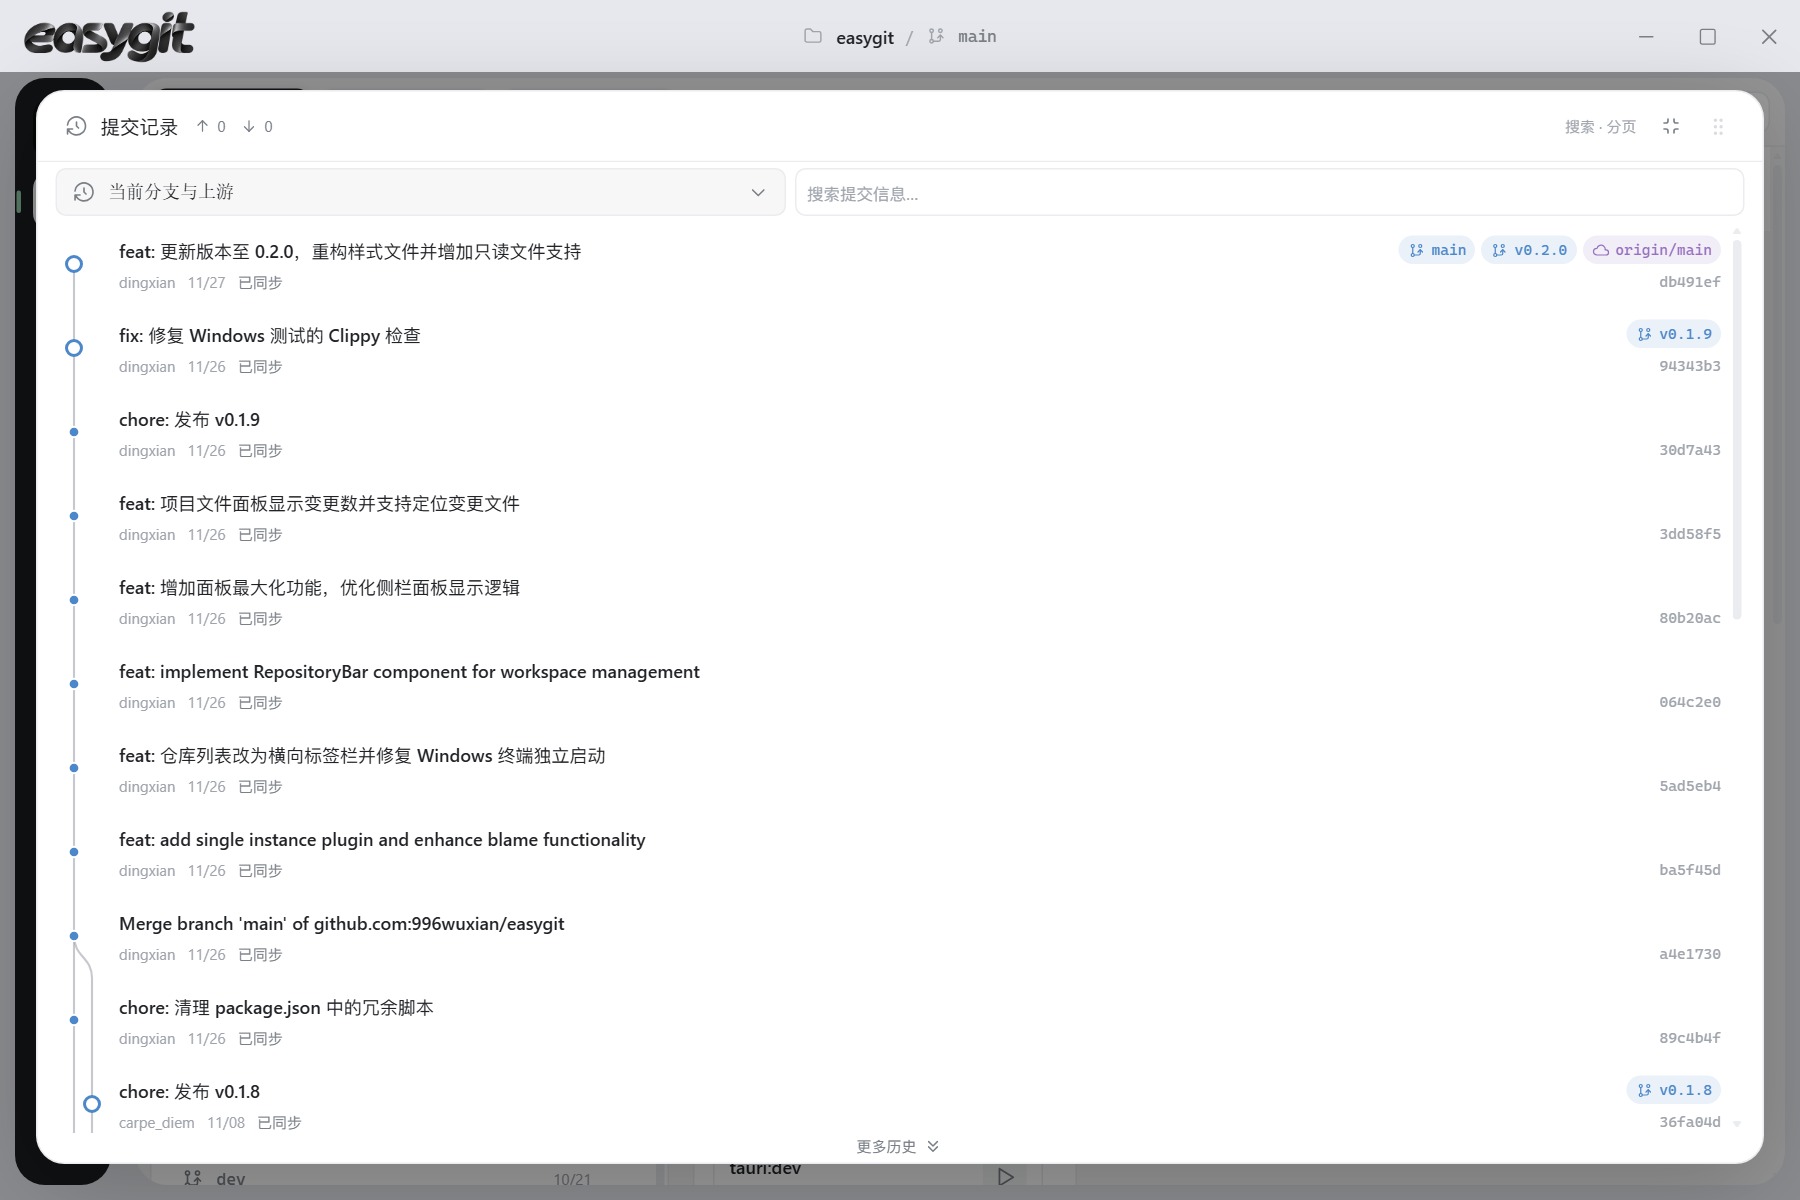 easygit
easygit / main
提交记录 ↑ 0 ↓ 0
搜索 · 分页
当前分支与上游
搜索提交信息...
feat: 更新版本至 0.2.0，重构样式文件并增加只读文件支持
main v0.2.0 origin/main
dingxian 11/27 已同步
db491ef
fix: 修复 Windows 测试的 Clippy 检查
v0.1.9
dingxian 11/26 已同步
94343b3
chore: 发布 v0.1.9
dingxian 11/26 已同步
30d7a43
feat: 项目文件面板显示变更数并支持定位变更文件
dingxian 11/26 已同步
3dd58f5
feat: 增加面板最大化功能，优化侧栏面板显示逻辑
dingxian 11/26 已同步
80b20ac
feat: implement RepositoryBar component for workspace management
dingxian 11/26 已同步
064c2e0
feat: 仓库列表改为横向标签栏并修复 Windows 终端独立启动
dingxian 11/26 已同步
5ad5eb4
feat: add single instance plugin and enhance blame functionality
dingxian 11/26 已同步
ba5f45d
Merge branch 'main' of github.com:996wuxian/easygit
dingxian 11/26 已同步
a4e1730
chore: 清理 package.json 中的冗余脚本
dingxian 11/26 已同步
89c4b4f
chore: 发布 v0.1.8
v0.1.8
carpe_diem 11/08 已同步
36fa04d
更多历史
dev 10/21
tauri:dev